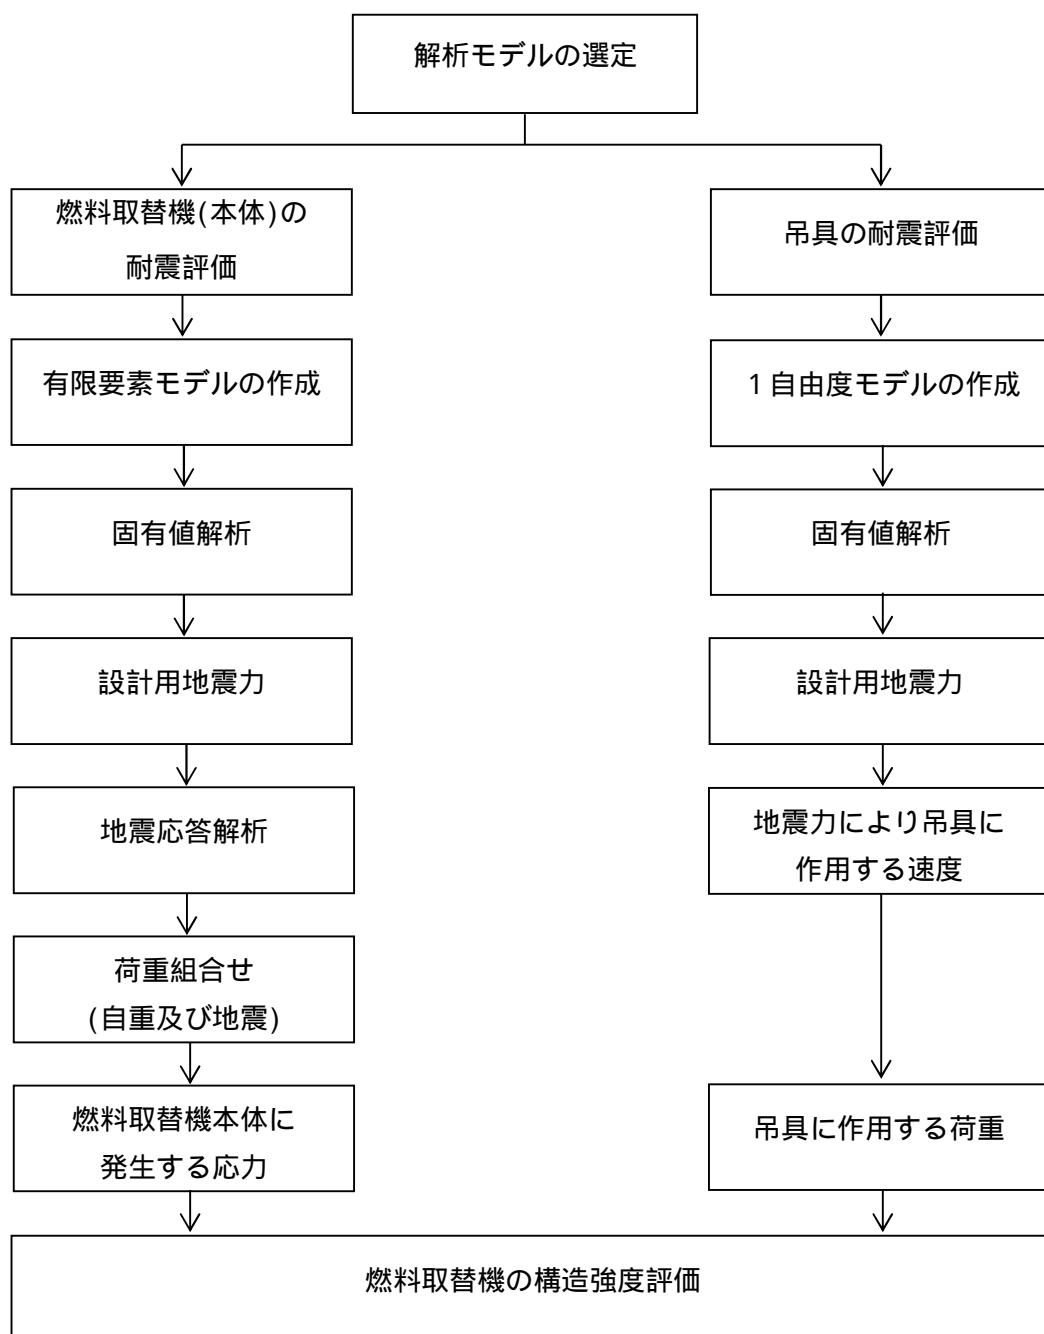 解析モデルの選定
燃料取替機(本体)の
耐震評価
吊具の耐震評価
有限要素モデルの作成
1自由度モデルの作成
固有値解析
固有値解析
設計用地震力
設計用地震力
地震応答解析
地震力により吊具に
作用する速度
荷重組合せ
(自重及び地震)
燃料取替機本体に
発生する応力
吊具に作用する荷重
燃料取替機の構造強度評価